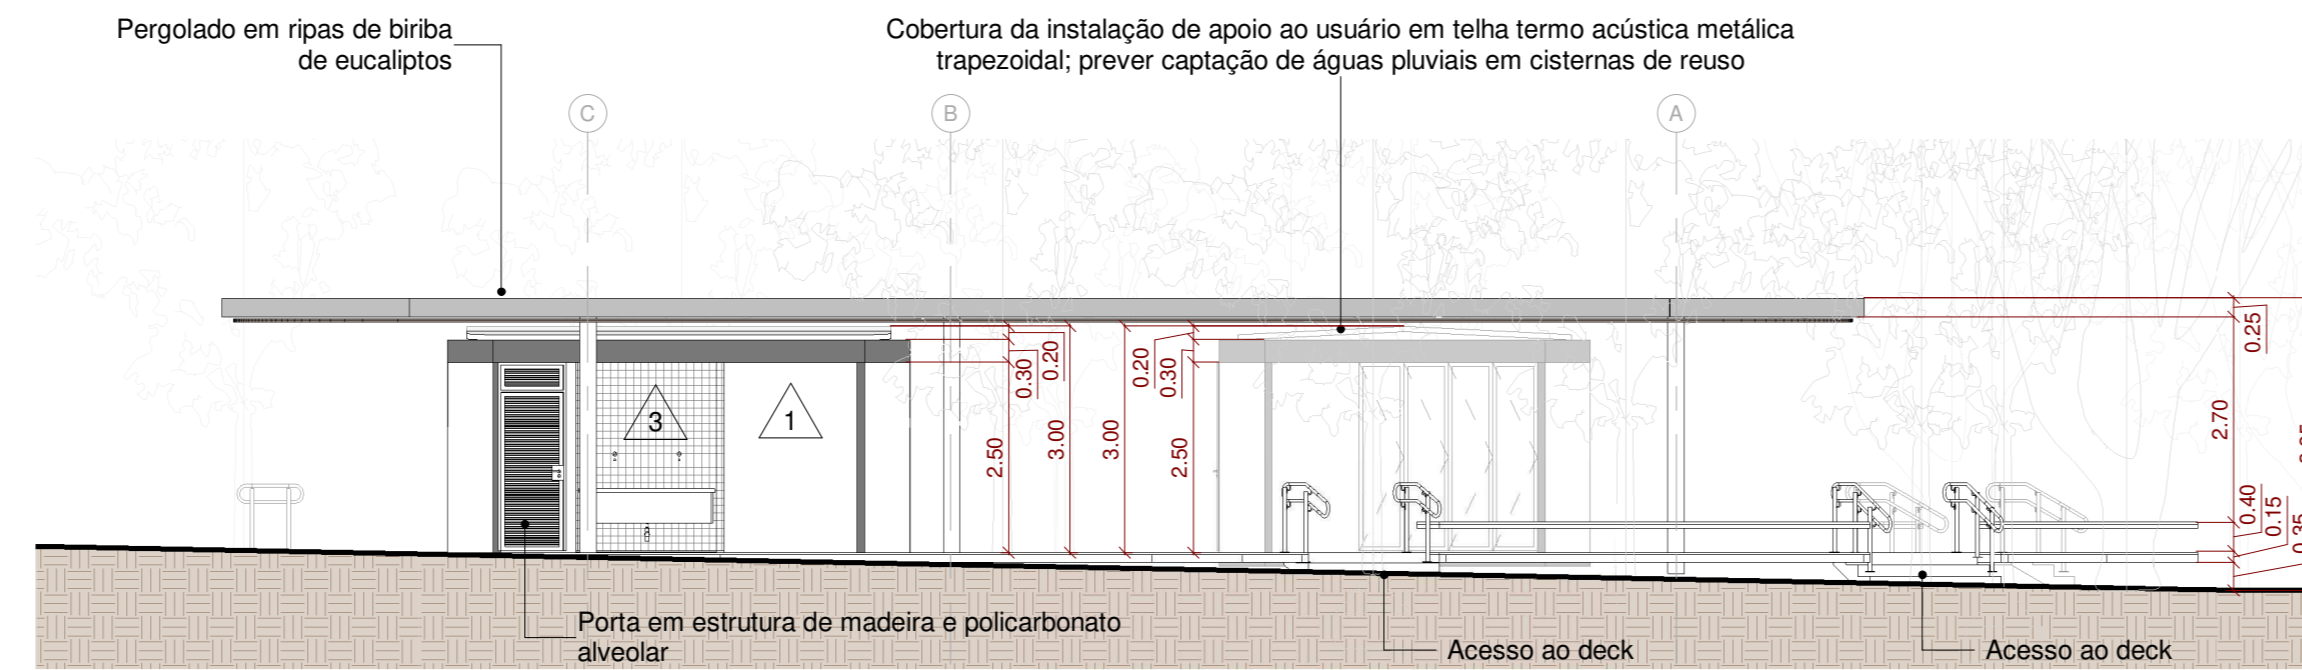 Pergolado em ripas de biriba
de eucaliptos
Cobertura da instalação de apoio ao usuário em telha termo acústica metálica
trapezoidal; prever captação de águas pluviais em cisternas de reuso
C
B
A
3
1
2.50
0.30
0.20
3.00
3.00
0.20
0.30
2.50
0.25
2.70
0.40
0.15
0.35
Porta em estrutura de madeira e policarbonato
alveolar
Acesso ao deck
Acesso ao deck